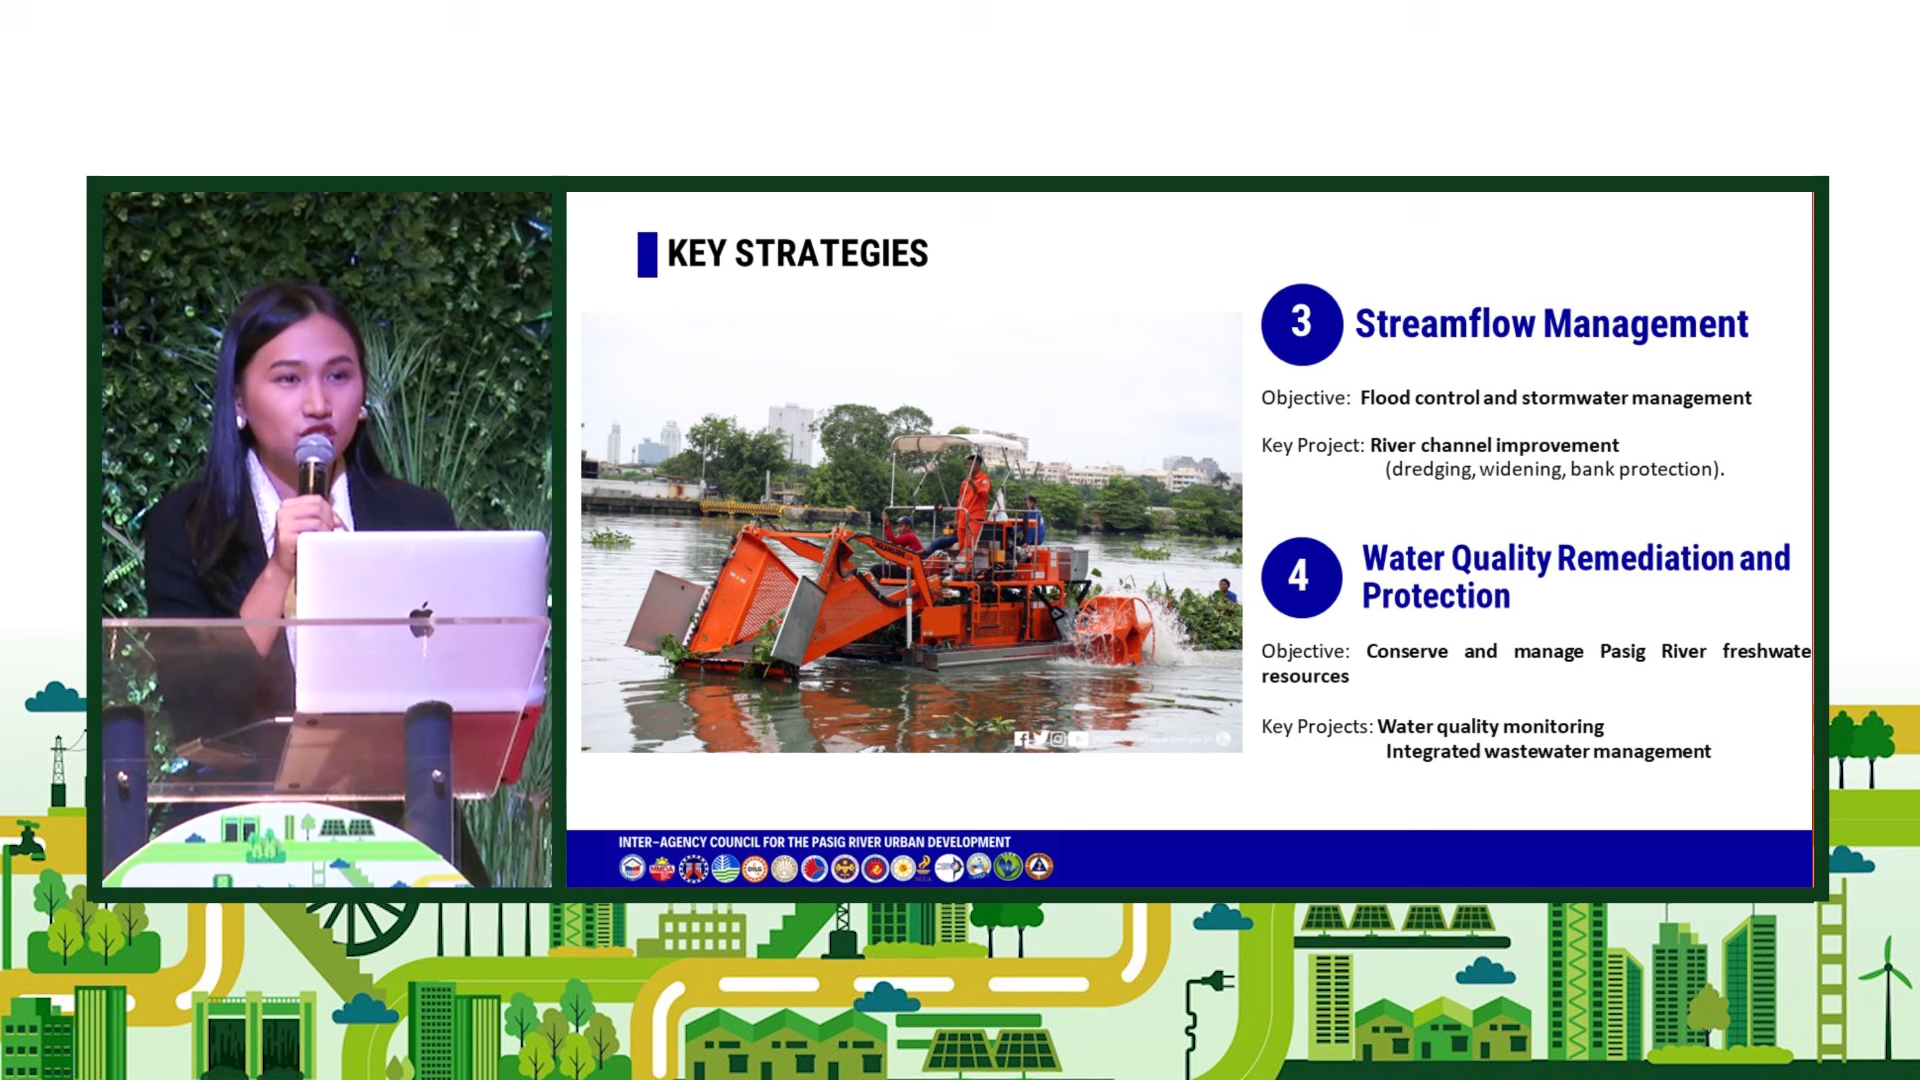 KEY STRATEGIES
3
Streamflow Management
Objective: Flood control and stormwater management
Key Project: River channel improvement
(dredging, widening, bank protection).
4
Water Quality Remediation and
Protection
Objective: Conserve and manage Pasig River freshwate
resources
Key Projects: Water quality monitoring
Integrated wastewater management
INTER-AGENCY COUNCIL FOR THE PASIG RIVER URBAN DEVELOPMENT
MMDA
DILG